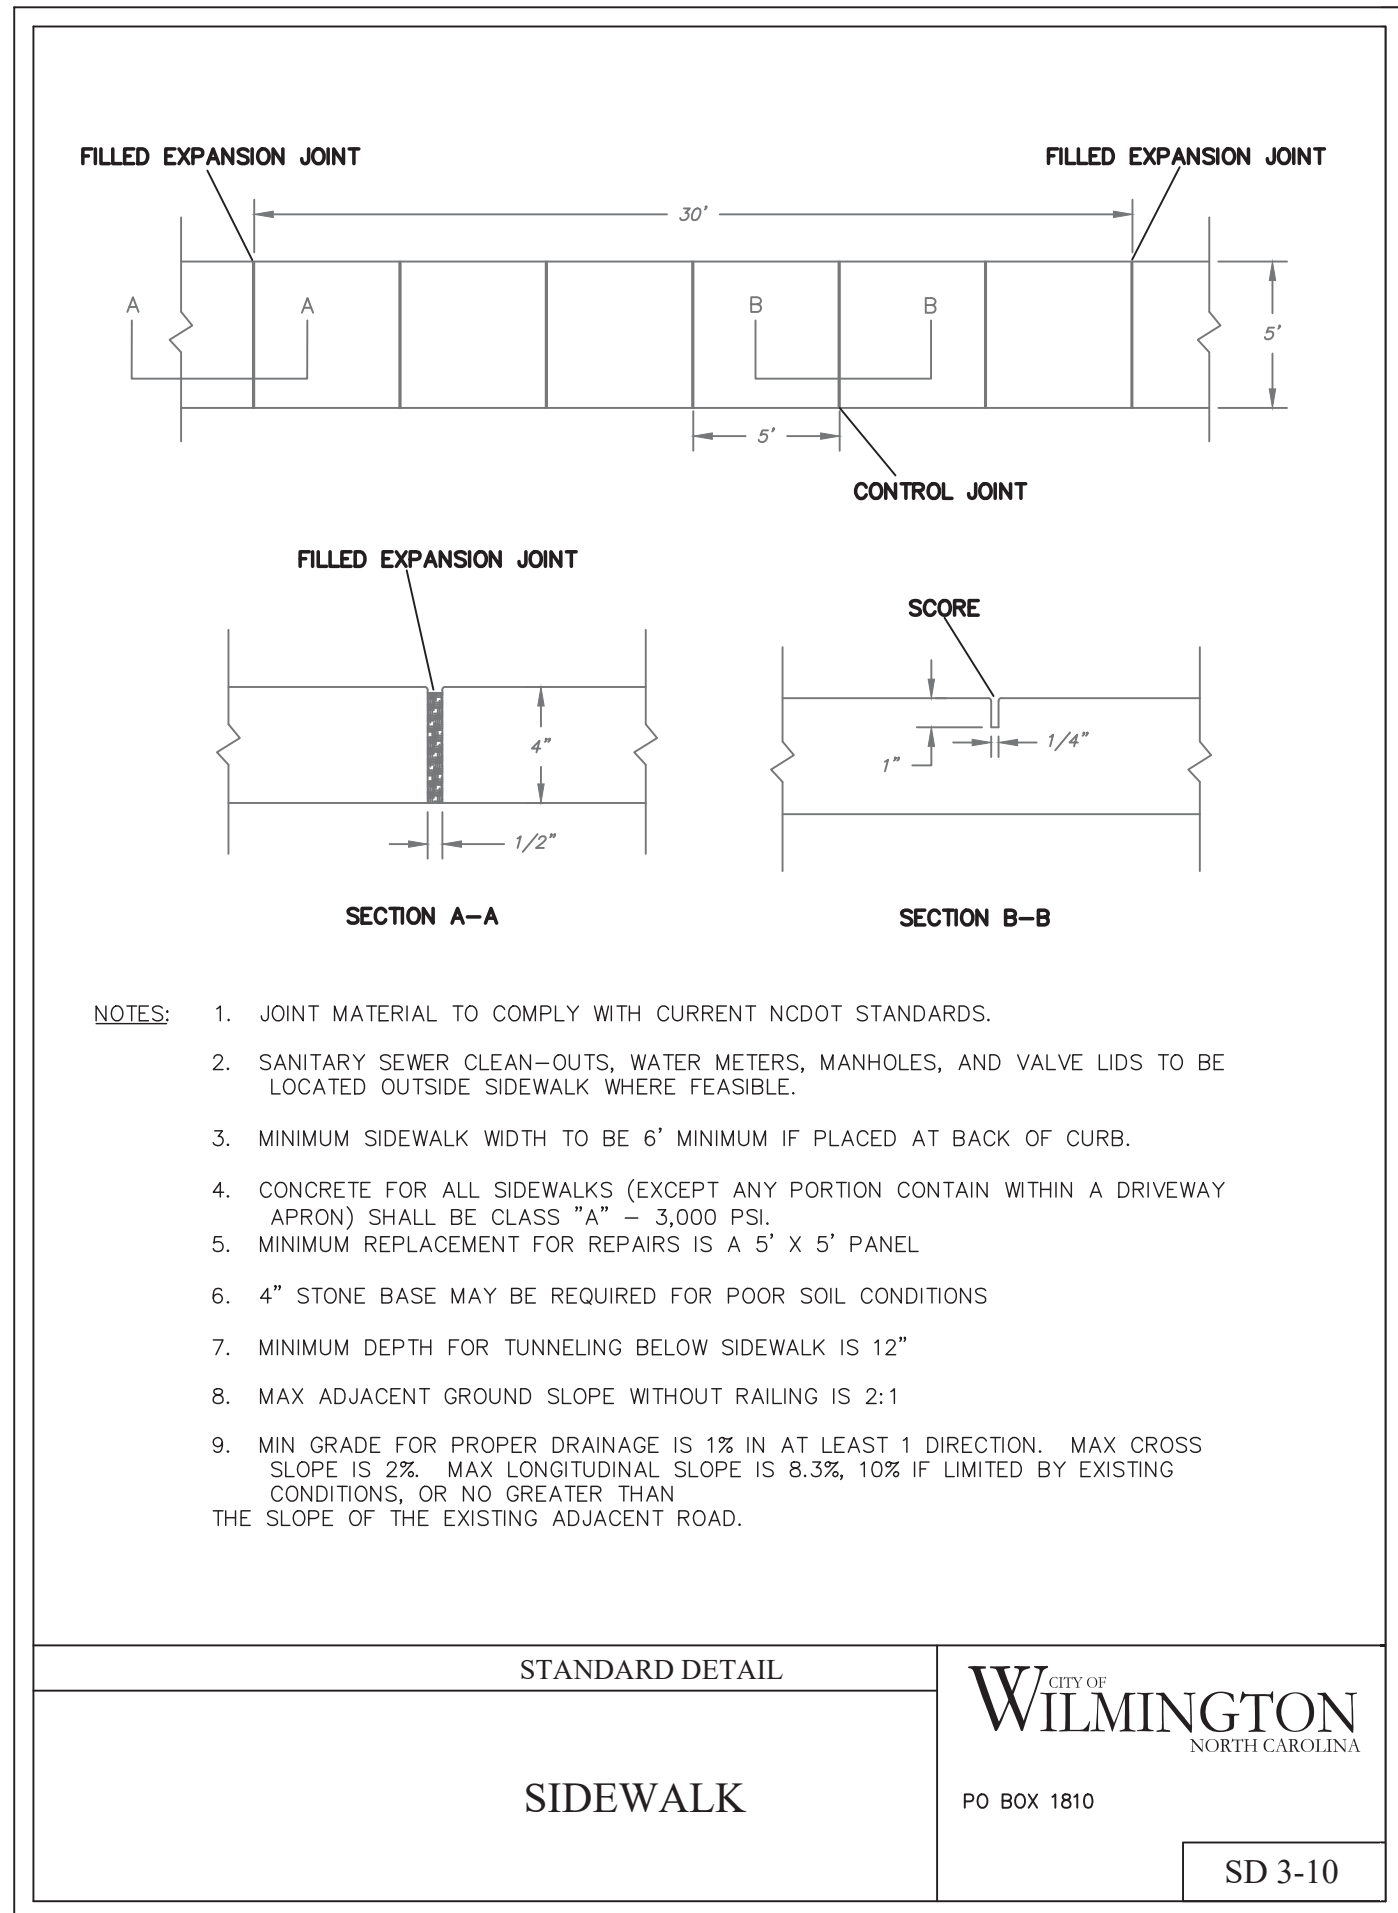 FILLED EXPANSION JOINT
FILLED EXPANSION JOINT
30'
A
A
B
B
5'
5'
CONTROL JOINT
FILLED EXPANSION JOINT
SCORE
4"
1/2"
1"
1/4"
SECTION A-A
SECTION B-B
NOTES:
1. JOINT MATERIAL TO COMPLY WITH CURRENT NCDOT STANDARDS.
2. SANITARY SEWER CLEAN-OUTS, WATER METERS, MANHOLES, AND VALVE LIDS TO BE
LOCATED OUTSIDE SIDEWALK WHERE FEASIBLE.
3. MINIMUM SIDEWALK WIDTH TO BE 6' MINIMUM IF PLACED AT BACK OF CURB.
4. CONCRETE FOR ALL SIDEWALKS (EXCEPT ANY PORTION CONTAIN WITHIN A DRIVEWAY
APRON) SHALL BE CLASS "A" – 3,000 PSI.
5. MINIMUM REPLACEMENT FOR REPAIRS IS A 5' X 5' PANEL
6. 4" STONE BASE MAY BE REQUIRED FOR POOR SOIL CONDITIONS
7. MINIMUM DEPTH FOR TUNNELING BELOW SIDEWALK IS 12"
8. MAX ADJACENT GROUND SLOPE WITHOUT RAILING IS 2:1
9. MIN GRADE FOR PROPER DRAINAGE IS 1% IN AT LEAST 1 DIRECTION. MAX CROSS
SLOPE IS 2%. MAX LONGITUDINAL SLOPE IS 8.3%, 10% IF LIMITED BY EXISTING
CONDITIONS, OR NO GREATER THAN
THE SLOPE OF THE EXISTING ADJACENT ROAD.
STANDARD DETAIL
SIDEWALK
CITY OF
WILMINGTON
NORTH CAROLINA
PO BOX 1810
SD 3-10